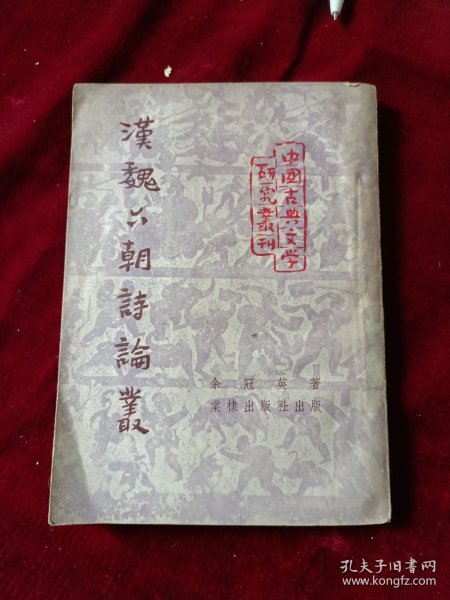 漢魏六朝詩論叢
中國古典文学
研究叢刊
余冠英著
棠棣出版社出版
孔夫子旧书网
www.kongfz.com